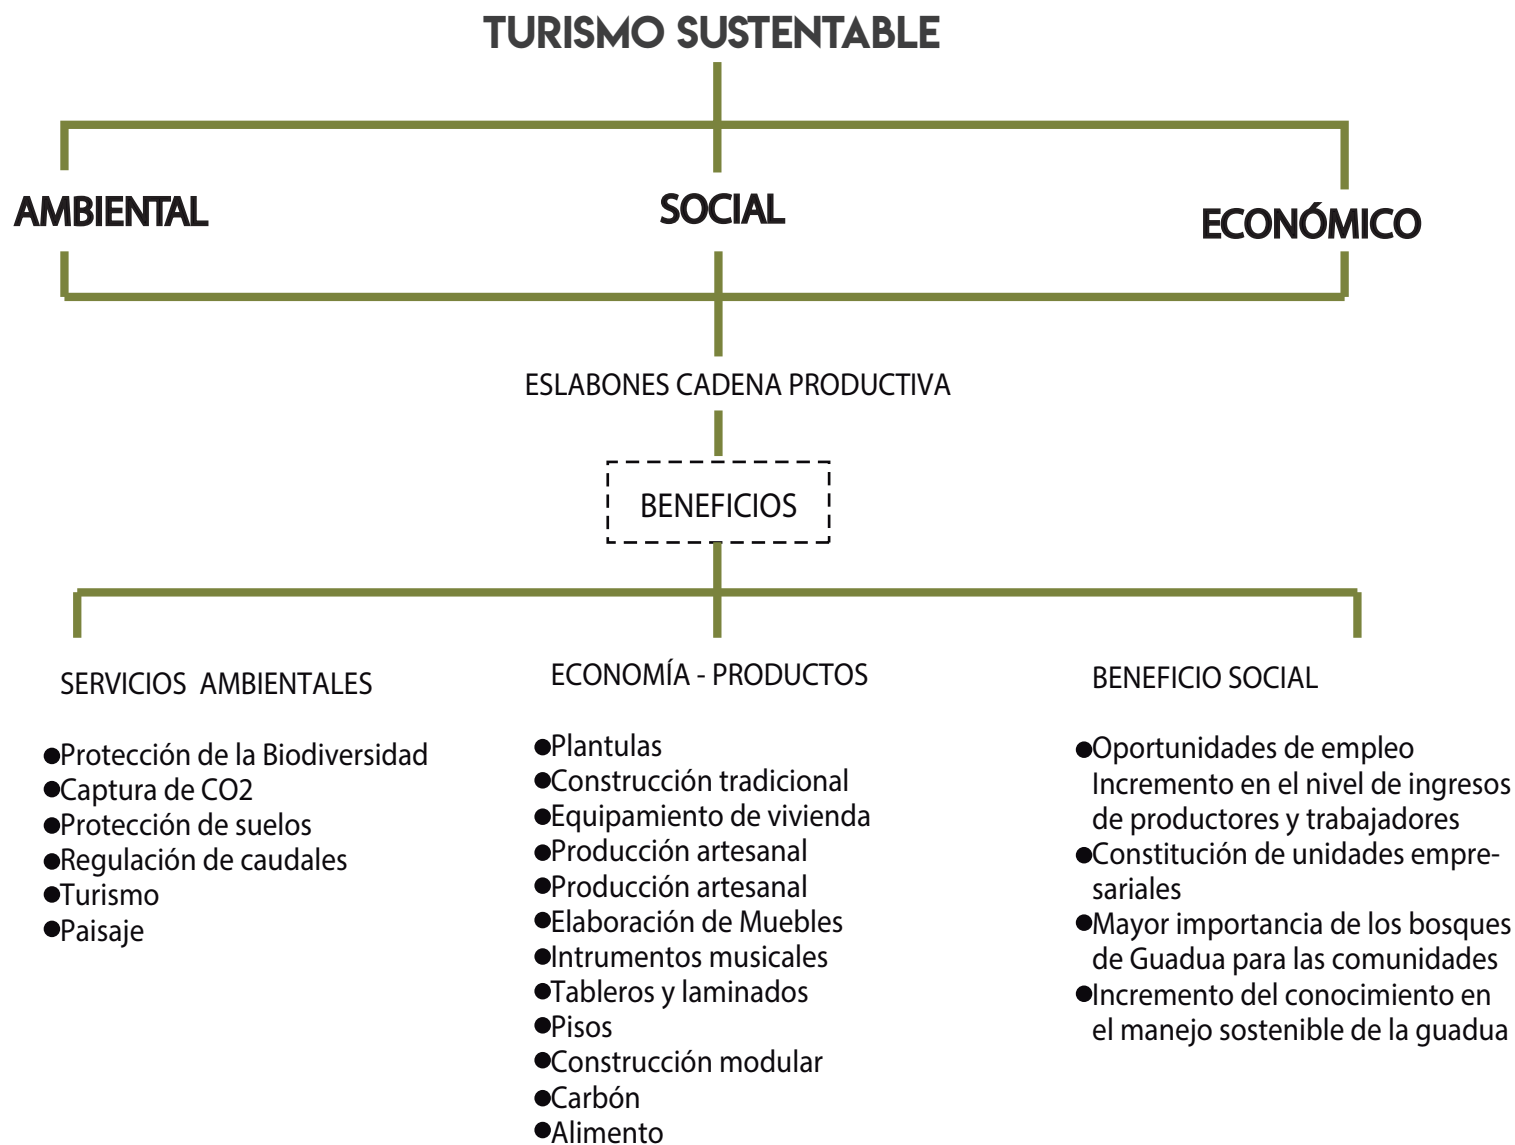 TURISMO SUSTENTABLE
AMBIENTAL
SOCIAL
ECONÓMICO
ESLABONES CADENA PRODUCTIVA
BENEFICIOS
SERVICIOS AMBIENTALES
●Protección de la Biodiversidad
●Captura de CO2
●Protección de suelos
●Regulación de caudales
●Turismo
●Paisaje
ECONOMÍA - PRODUCTOS
●Plantulas
●Construcción tradicional
●Equipamiento de vivienda
●Producción artesanal
●Producción artesanal
●Elaboración de Muebles
●Intrumentos musicales
●Tableros y laminados
●Pisos
●Construcción modular
●Carbón
●Alimento
BENEFICIO SOCIAL
●Oportunidades de empleo
Incremento en el nivel de ingresos
de productores y trabajadores
●Constitución de unidades empre-
sariales
●Mayor importancia de los bosques
de Guadua para las comunidades
●Incremento del conocimiento en
el manejo sostenible de la guadua